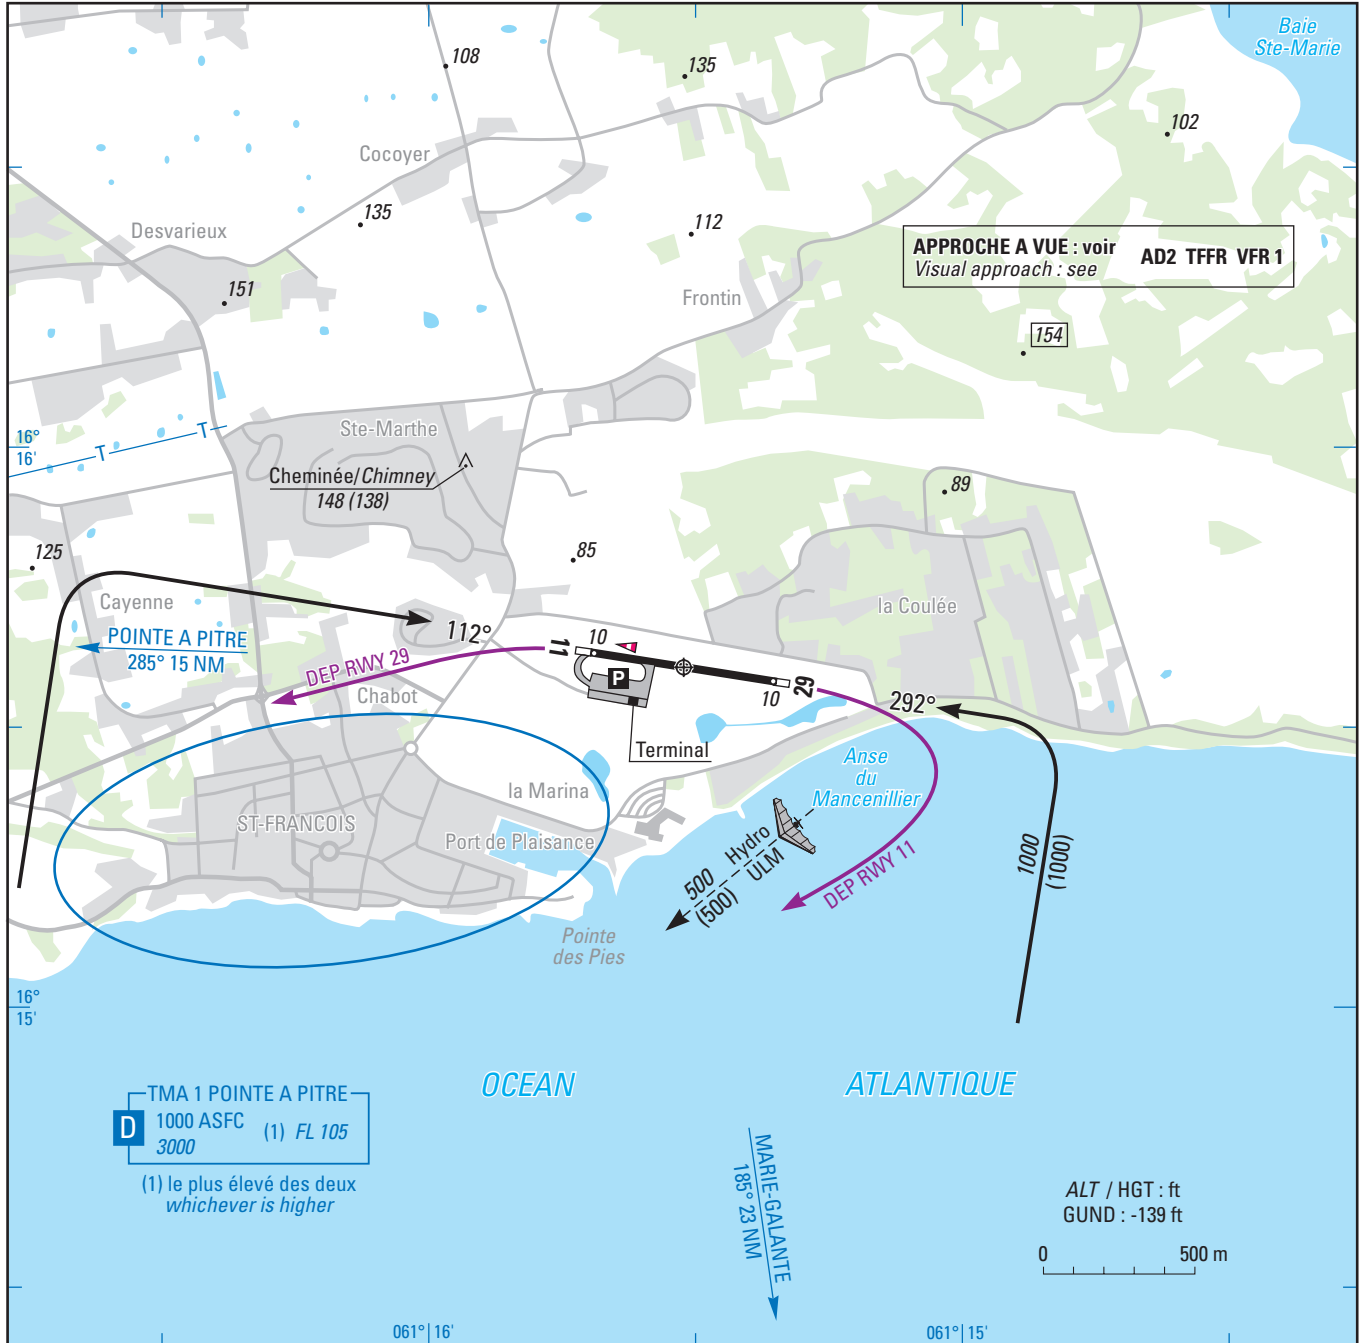 Baie
Ste-Marie
108
135
102
Cocoyer
135
Desvarieux
112
APPROCHE A VUE : voir
Visual approach : see
AD2 TFFR VFR 1
151
Frontin
154
16°
16'
T
T
Ste-Marthe
Cheminée/Chimney
148 (138)
89
125
85
Cayenne
la Coulée
POINTE A PITRE
285° 15 NM
112°
11
10
DEP RWY 29
P
10
29
292°
Chabot
Terminal
Anse
du
Mancenillier
la Marina
ST-FRANCOIS
Port de Plaisance
Hydro
ULM
500
(500)
DEP RWY 11
1000
(1000)
Pointe
des Pies
16°
15'
OCEAN
ATLANTIQUE
TMA 1 POINTE A PITRE
D
1000 ASFC
3000
(1) FL 105
(1) le plus élevé des deux
whichever is higher
MARIE-GALANTE
185° 23 NM
ALT / HGT : ft
GUND : -139 ft
0
500 m
061° 16'
061° 15'